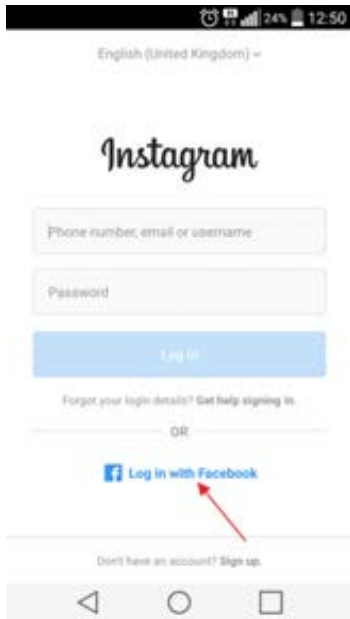 24% 12:50
English (United Kingdom)
Instagram
Phone number, email or username
Password
Log In
Forgot your login details? Get help signing in.
OR
Log in with Facebook
Don't have an account? Sign up.